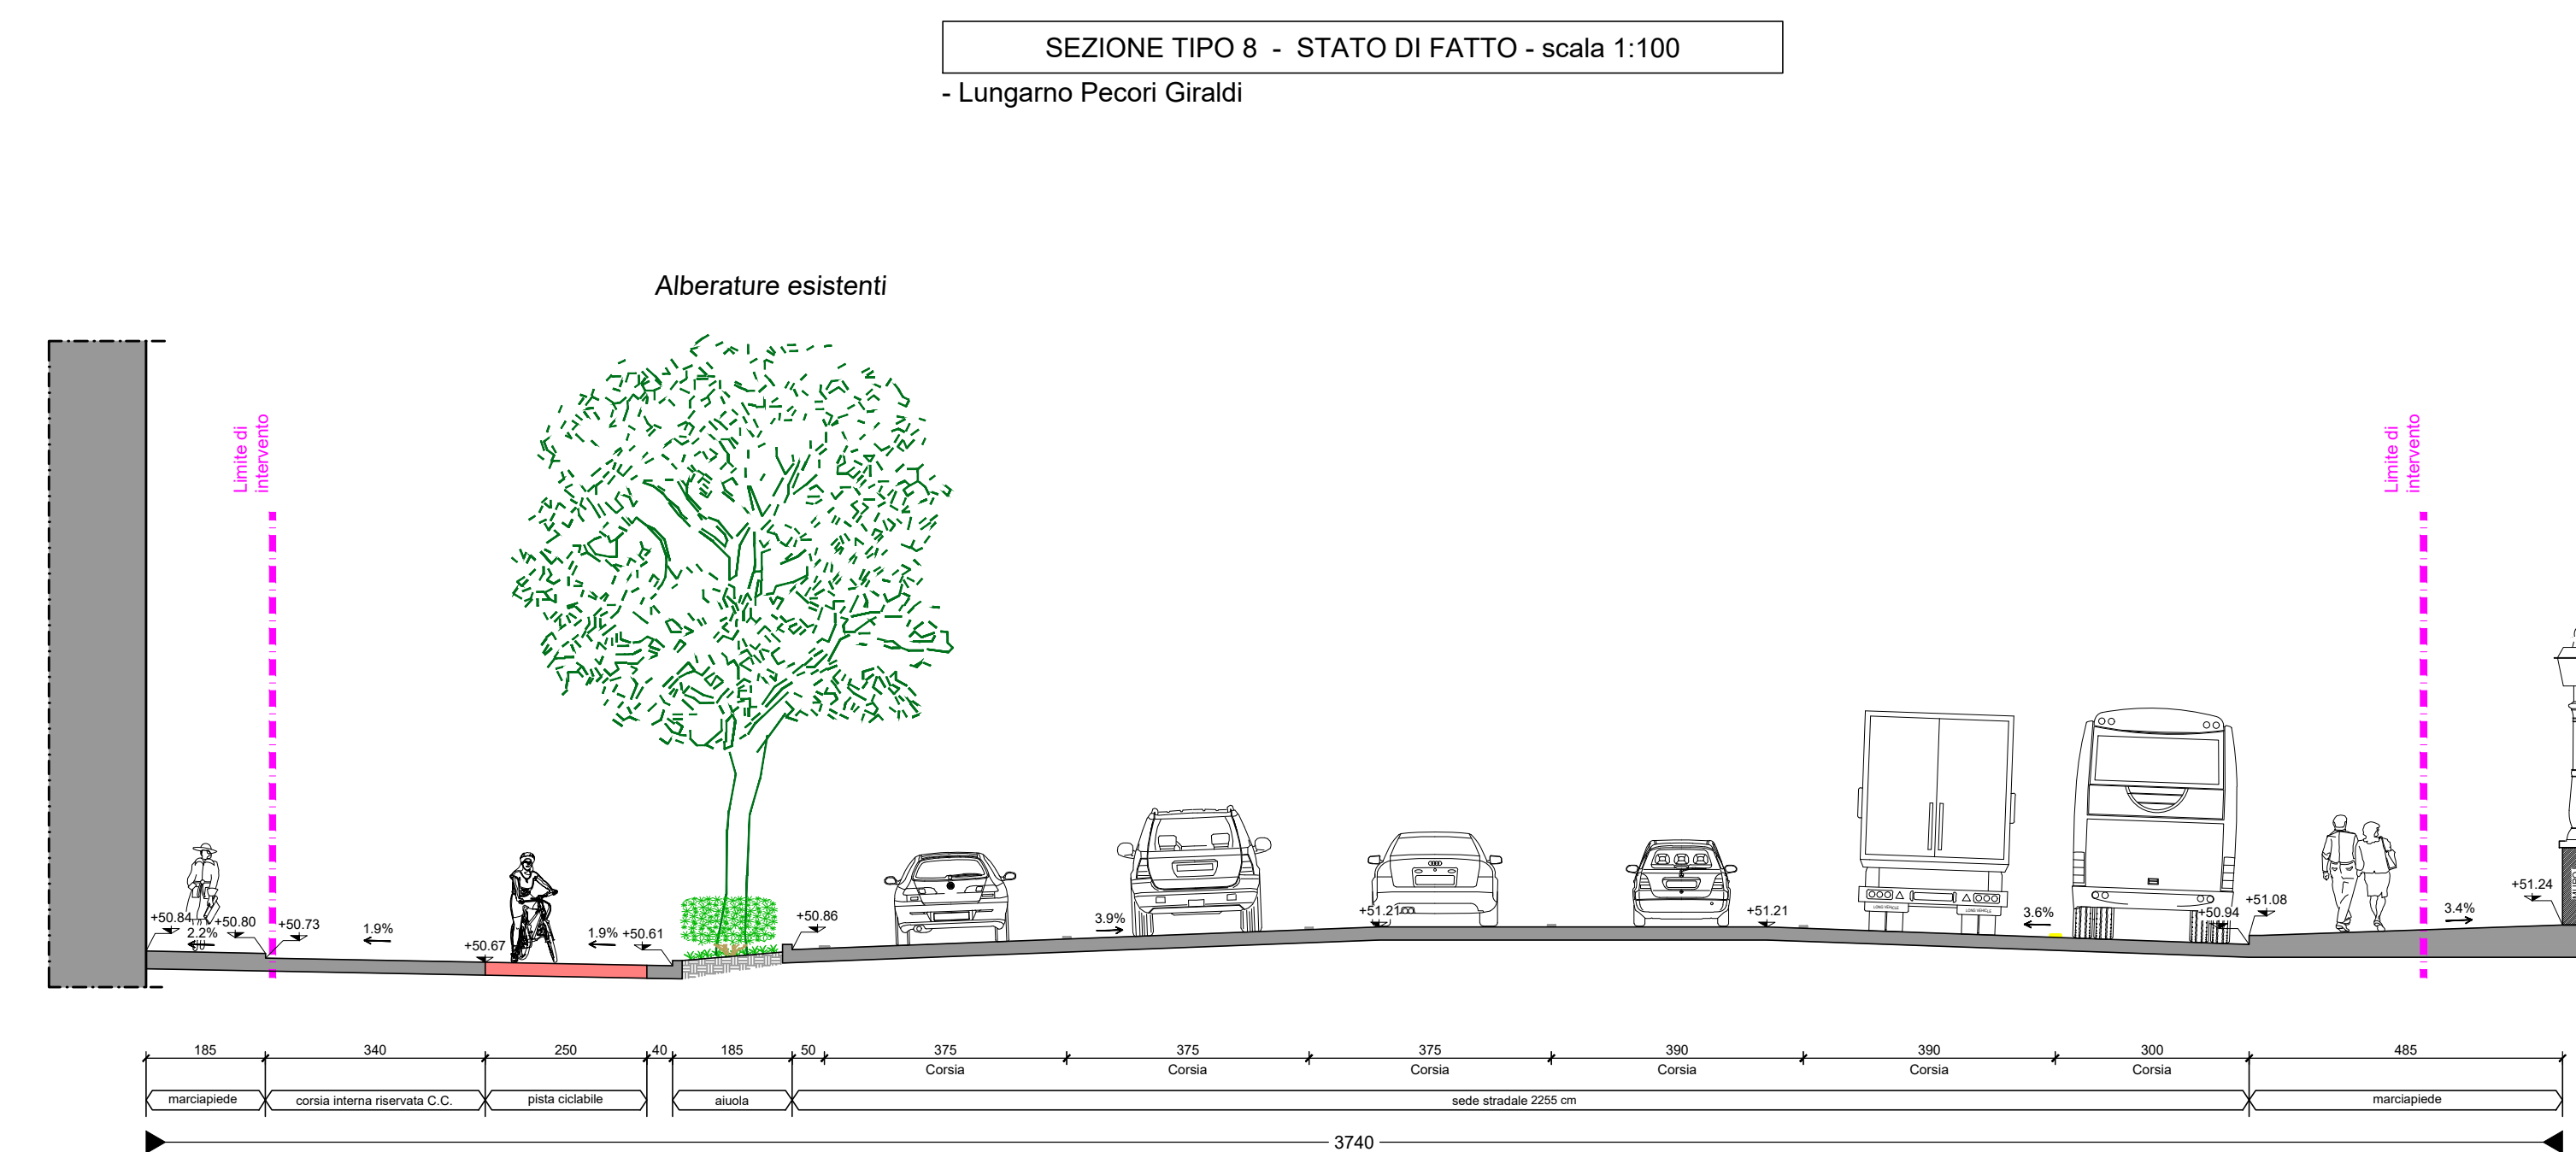 SEZIONE TIPO 8 - STATO DI FATTO - scala 1:100
- Lungarno Pecori Giraldi
Alberature esistenti
Limite di
intervento
Limite di
intervento
+50.84
+50.80
+50.73
2.2%
1.9%
+50.67
1.9%
+50.61
+50.86
3.9%
+51.21
+51.21
3.6%
+50.94
+51.08
3.4%
+51.24
LONG VEHICLE
LONG VEHICLE
185 340 250 40 185 50 375 375 375 390 390 300 485
Corsia Corsia Corsia Corsia Corsia Corsia
marciapiede corsia interna riservata C.C. pista ciclabile aiuola sede stradale 2255 cm marciapiede
3740